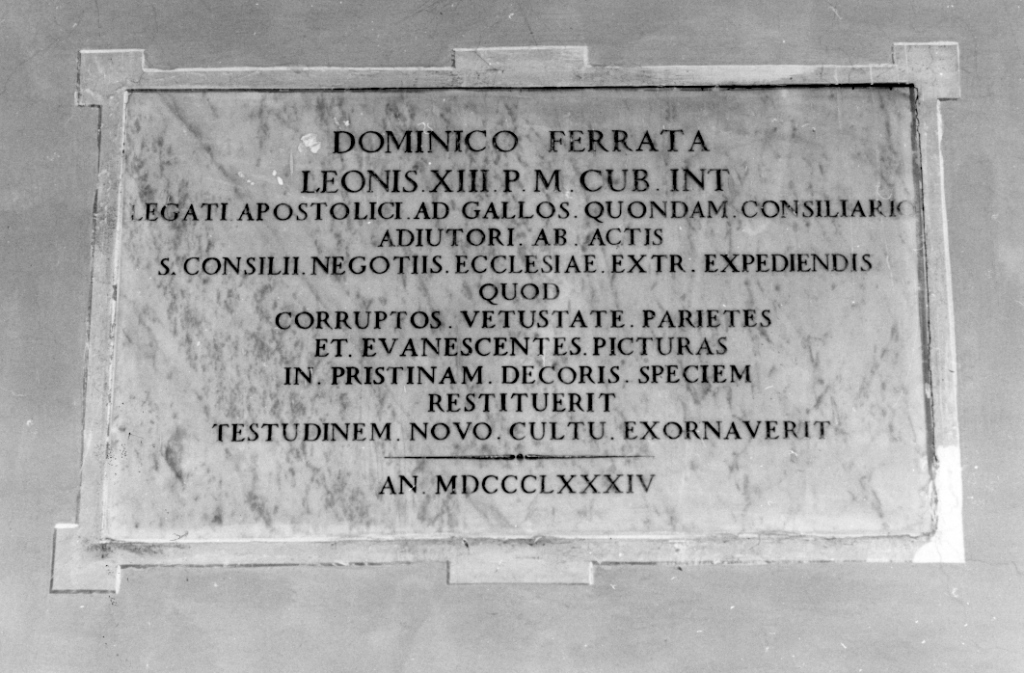 DOMINICO FERRATA
LEONIS.XIII.P.M.CUB.INT
LEGATI.APOSTOLICI.AD GALLOS.QUONDAM.CONSILIARIO
ADIUTORI.AB.ACTIS
S.CONSILII.NEGOTIIS.ECCLESIAE.EXTR.EXPEDIENDIS
QUOD
CORRUPTOS.VETUSTATE.PARIETES
ET.EVANESCENTES.PICTURAS
IN.PRISTINAM.DECORIS.SPECIEM
RESTITUERIT
TESTUDINEM.NOVO.CULTU.EXORNAVERIT
AN.MDCCCLXXXIV